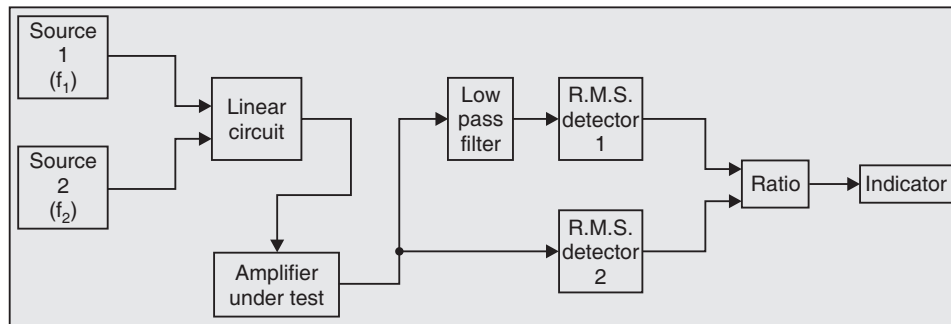 Source
1
(f₁)
Source
2
(f₂)
Linear
circuit
Amplifier
under test
Low
pass
filter
R.M.S.
detector
1
R.M.S.
detector
2
Ratio
Indicator